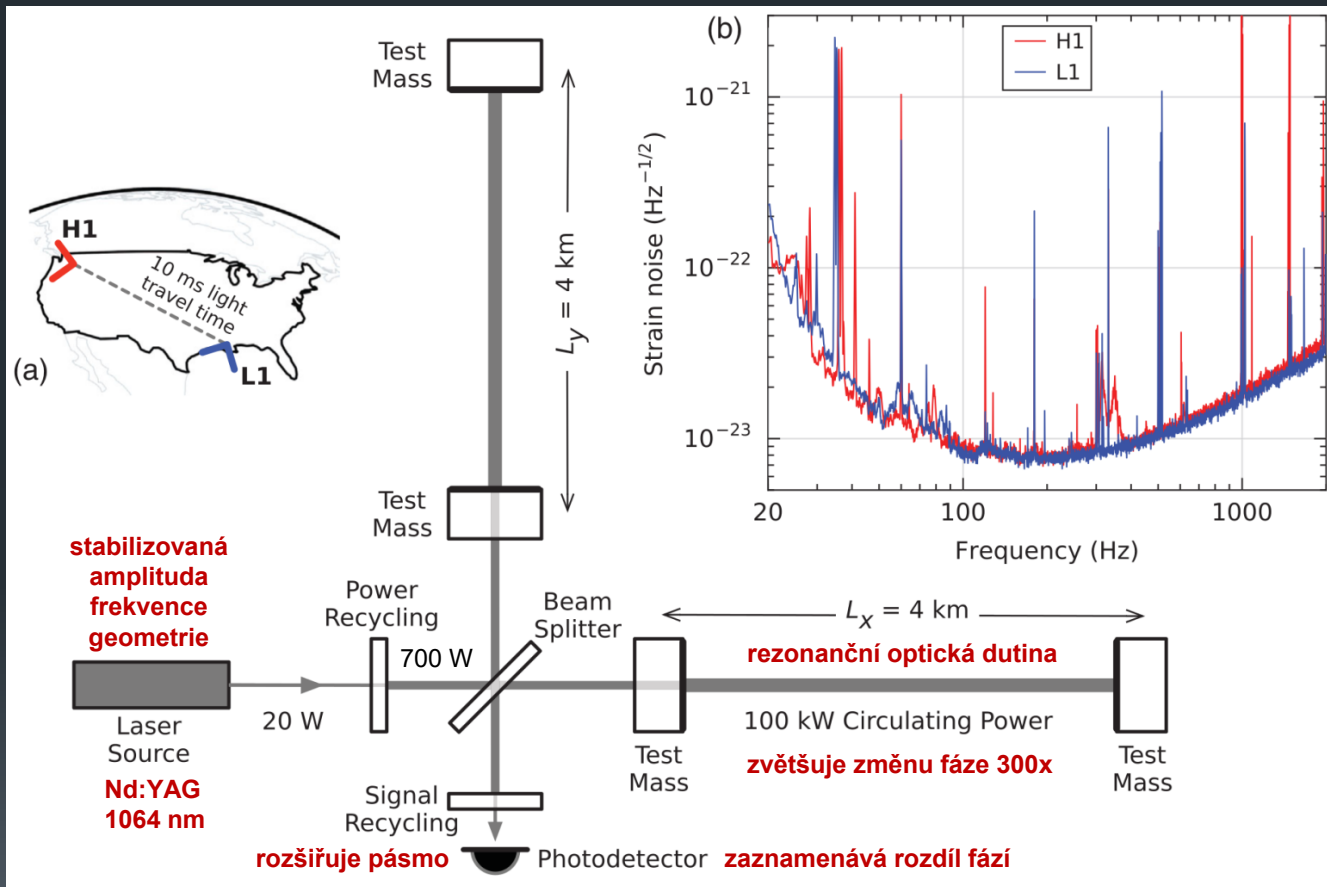 Test
Mass
H1
10 ms light
travel time
L1
(a)
Ly = 4 km
(b)
H1
L1
10−21
10−22
10−23
Strain noise (Hz−1/2)
20
100
1000
Frequency (Hz)
Test
Mass
stabilizovaná
amplituda
frekvence
geometrie
Power
Recycling
700 W
Beam
Splitter
Lx = 4 km
rezonanční optická dutina
20 W
Laser
Source
100 kW Circulating Power
Test
Mass
zvětšuje změnu fáze 300x
Test
Mass
Nd:YAG
1064 nm
Signal
Recycling
rozšiřuje pásmo
Photodetector
zaznamenává rozdíl fází